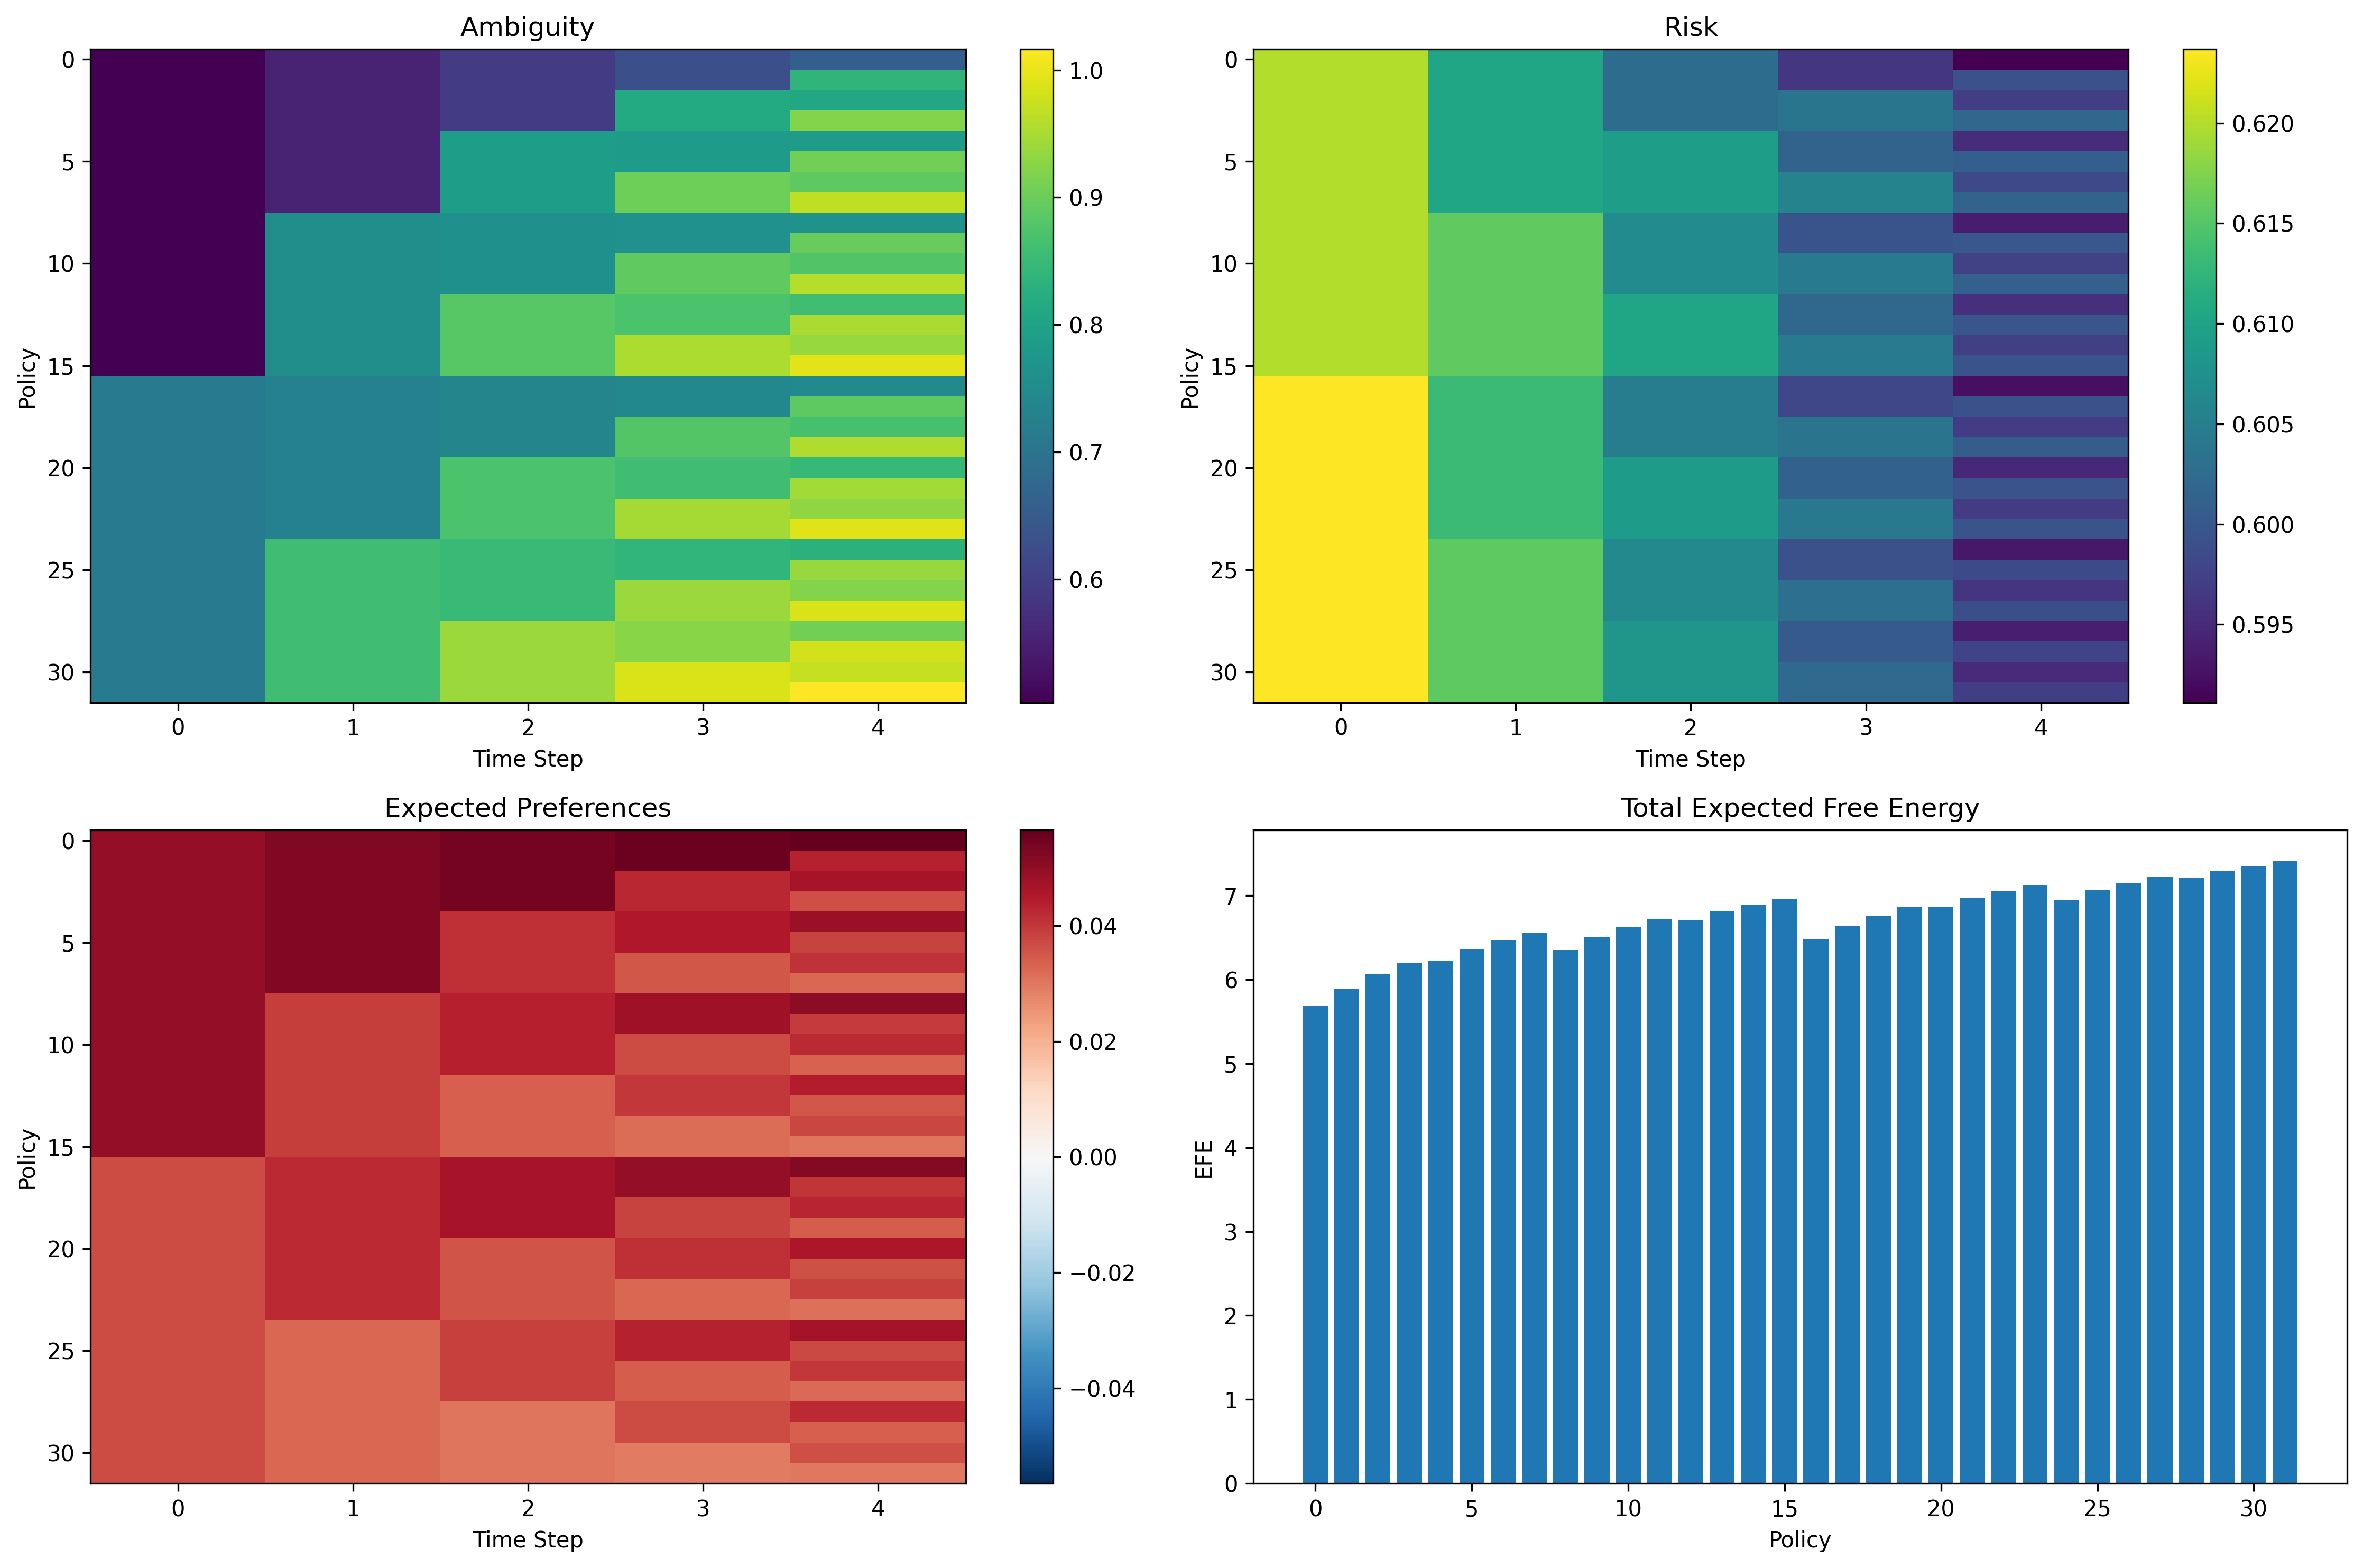 Ambiguity
0
5
10
15
20
25
30
Policy
0 1 2 3 4
Time Step
1.0
0.9
0.8
0.7
0.6
Risk
0
5
10
15
20
25
30
Policy
0 1 2 3 4
Time Step
0.620
0.615
0.610
0.605
0.600
0.595
Expected Preferences
0
5
10
15
20
25
30
Policy
0 1 2 3 4
Time Step
0.04
0.02
0.00
−0.02
−0.04
Total Expected Free Energy
7
6
5
4
3
2
1
0
EFE
0 5 10 15 20 25 30
Policy